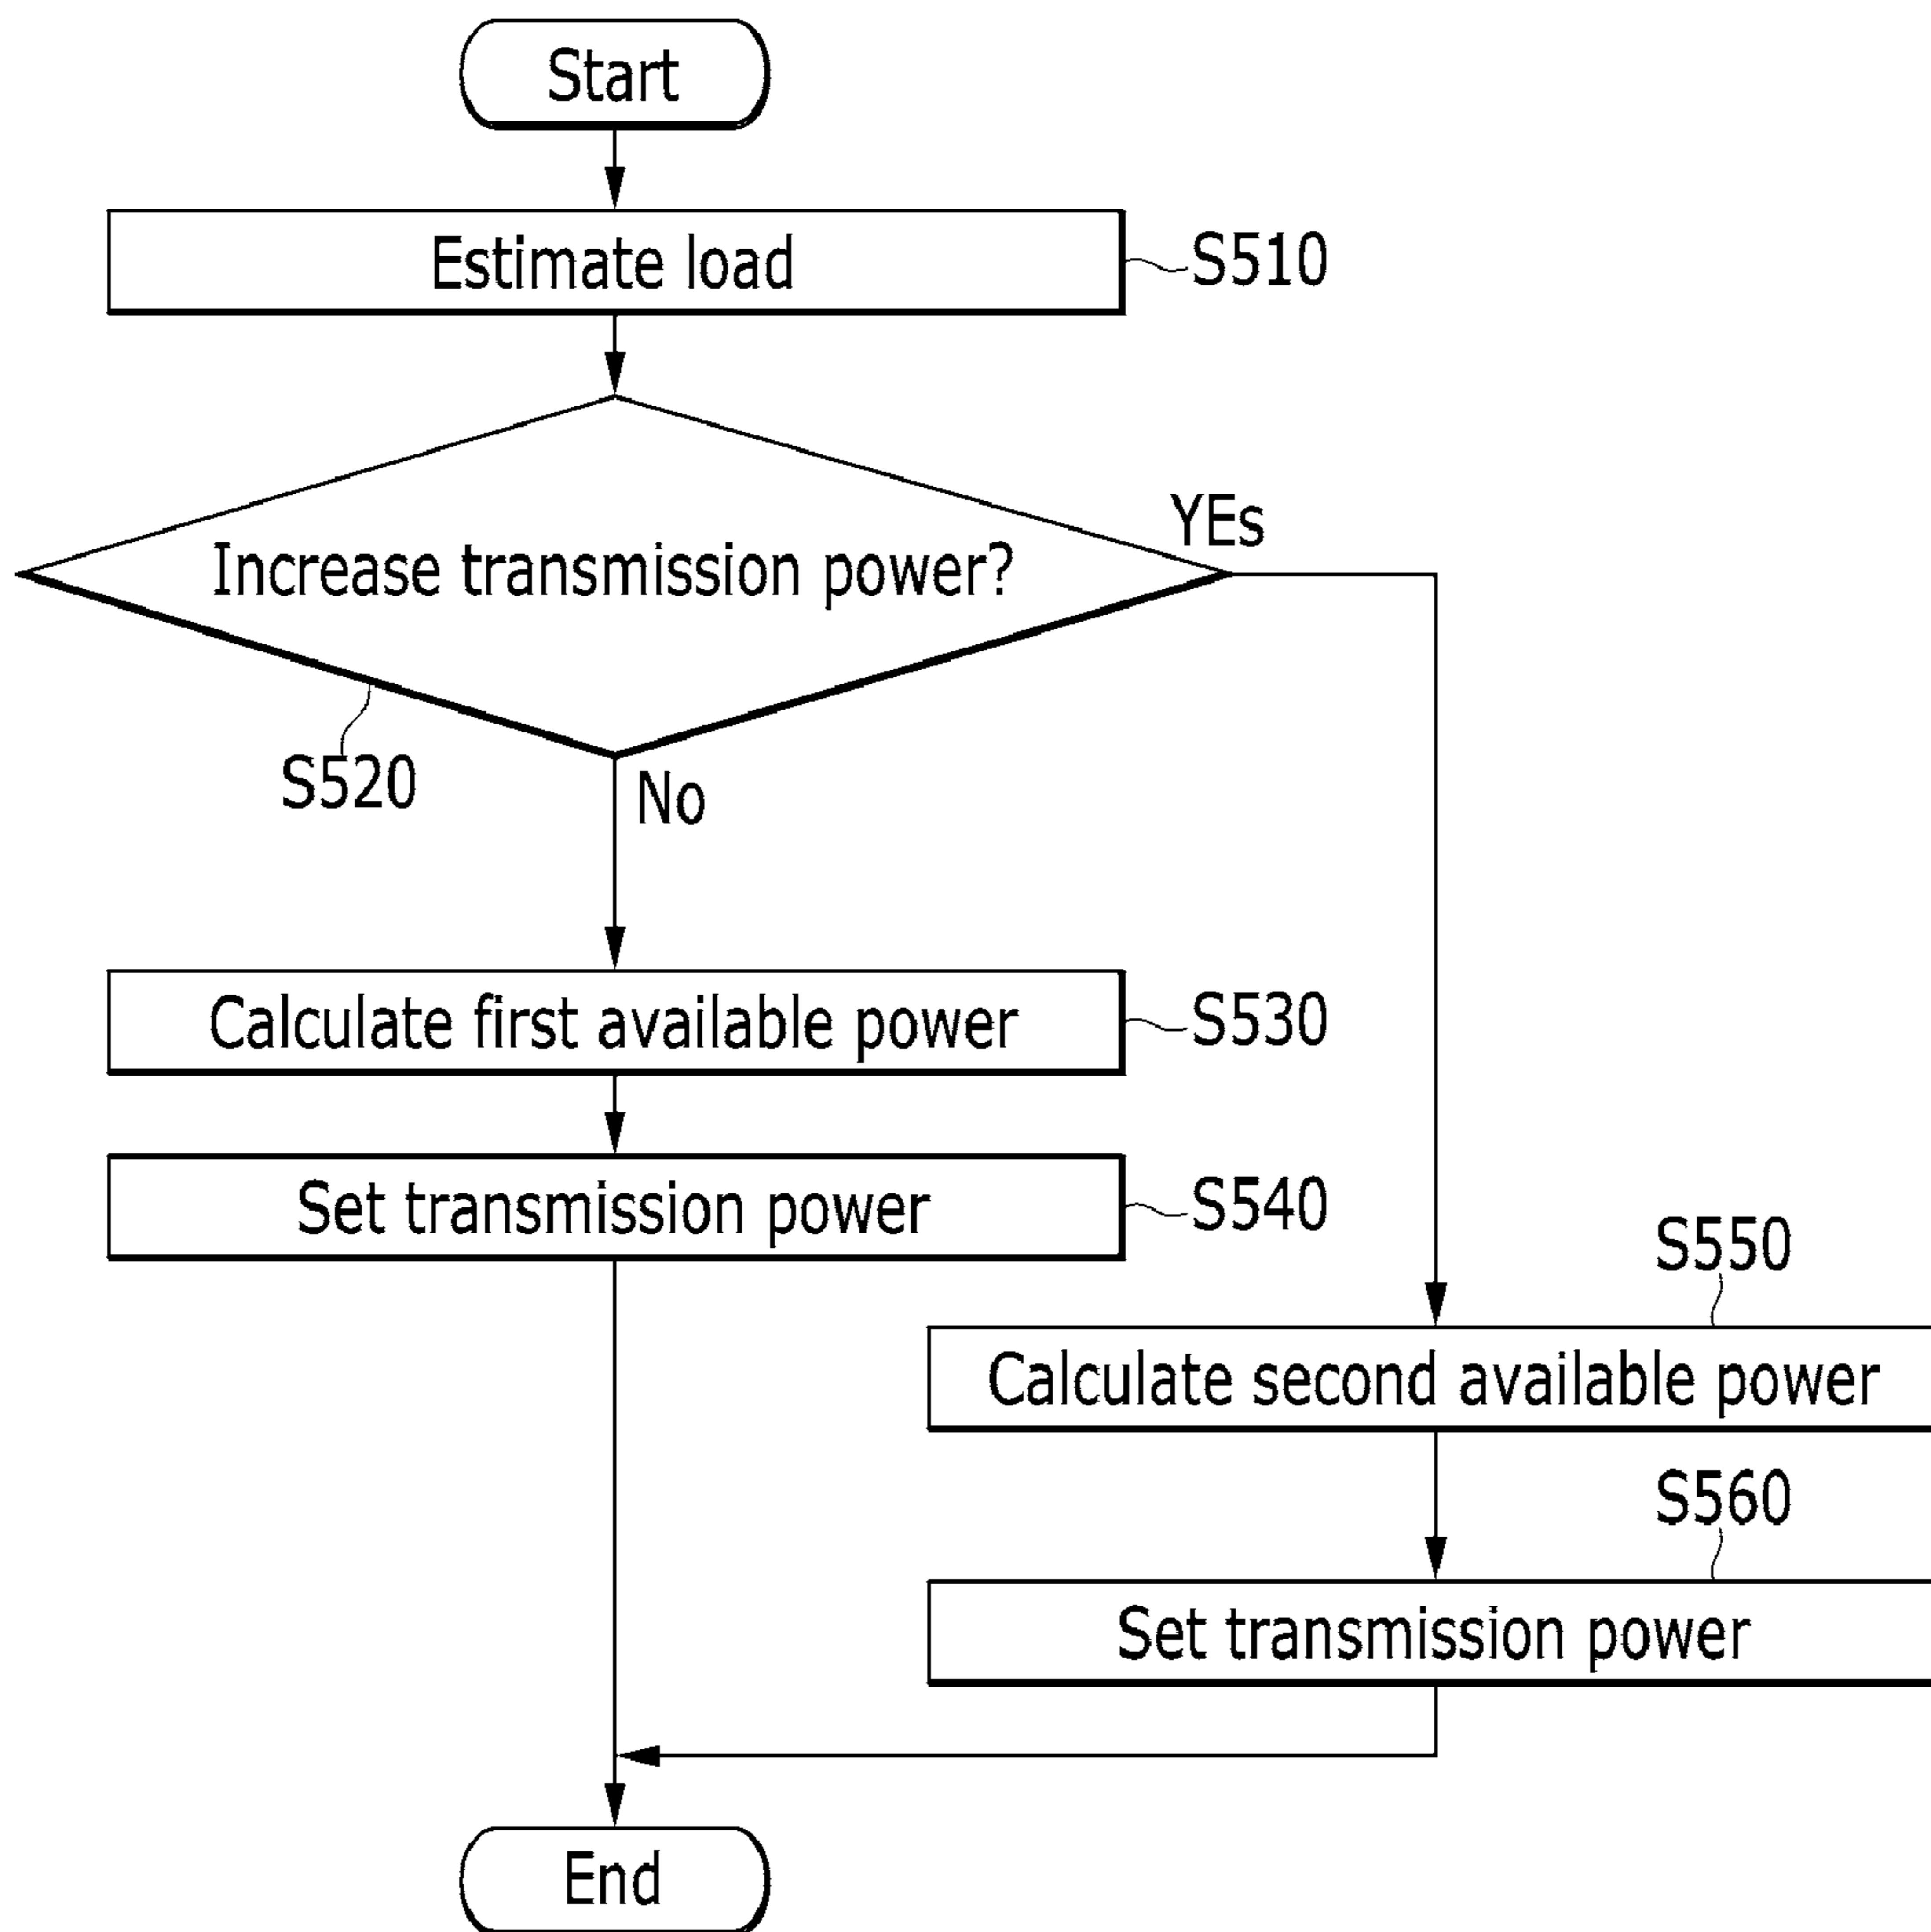 Start
Estimate load
S510
Increase transmission power?
YEs
S520
No
Calculate first available power
S530
Set transmission power
S540
S550
Calculate second available power
S560
Set transmission power
End